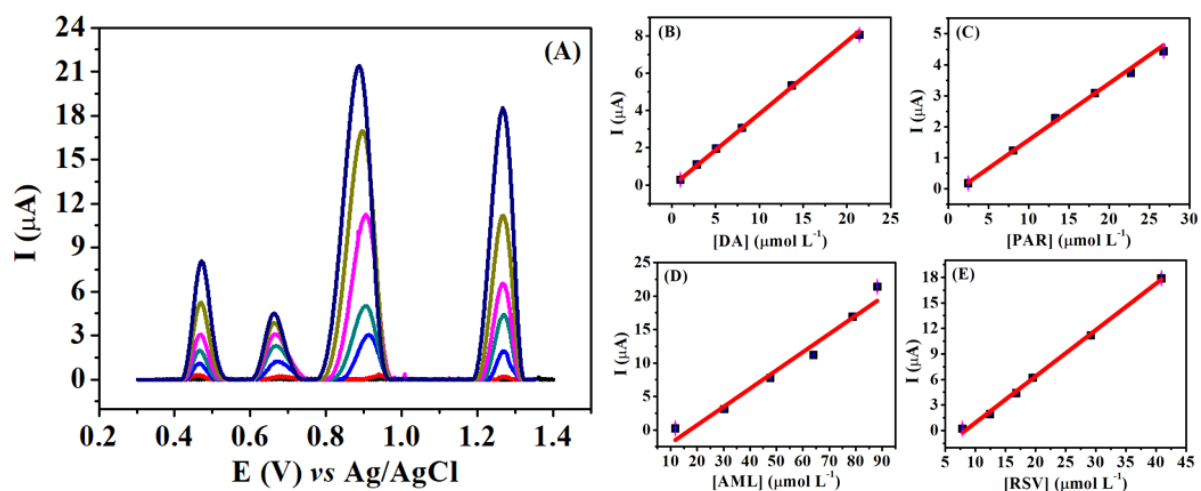 (A)
24
21
18
15
12
9
6
3
0
I (μA)
0.2 0.4 0.6 0.8 1.0 1.2 1.4
E (V) vs Ag/AgCl
(B)
8
6
4
2
0
I (μA)
0 5 10 15 20 25
[DA] (μmol L⁻¹)
(C)
5
4
3
2
1
0
I (μA)
0 5 10 15 20 25 30
[PAR] (μmol L⁻¹)
(D)
25
20
15
10
5
0
I (μA)
10 20 30 40 50 60 70 80 90
[AML] (μmol L⁻¹)
(E)
18
15
12
9
6
3
0
I (μA)
5 10 15 20 25 30 35 40 45
[RSV] (μmol L⁻¹)